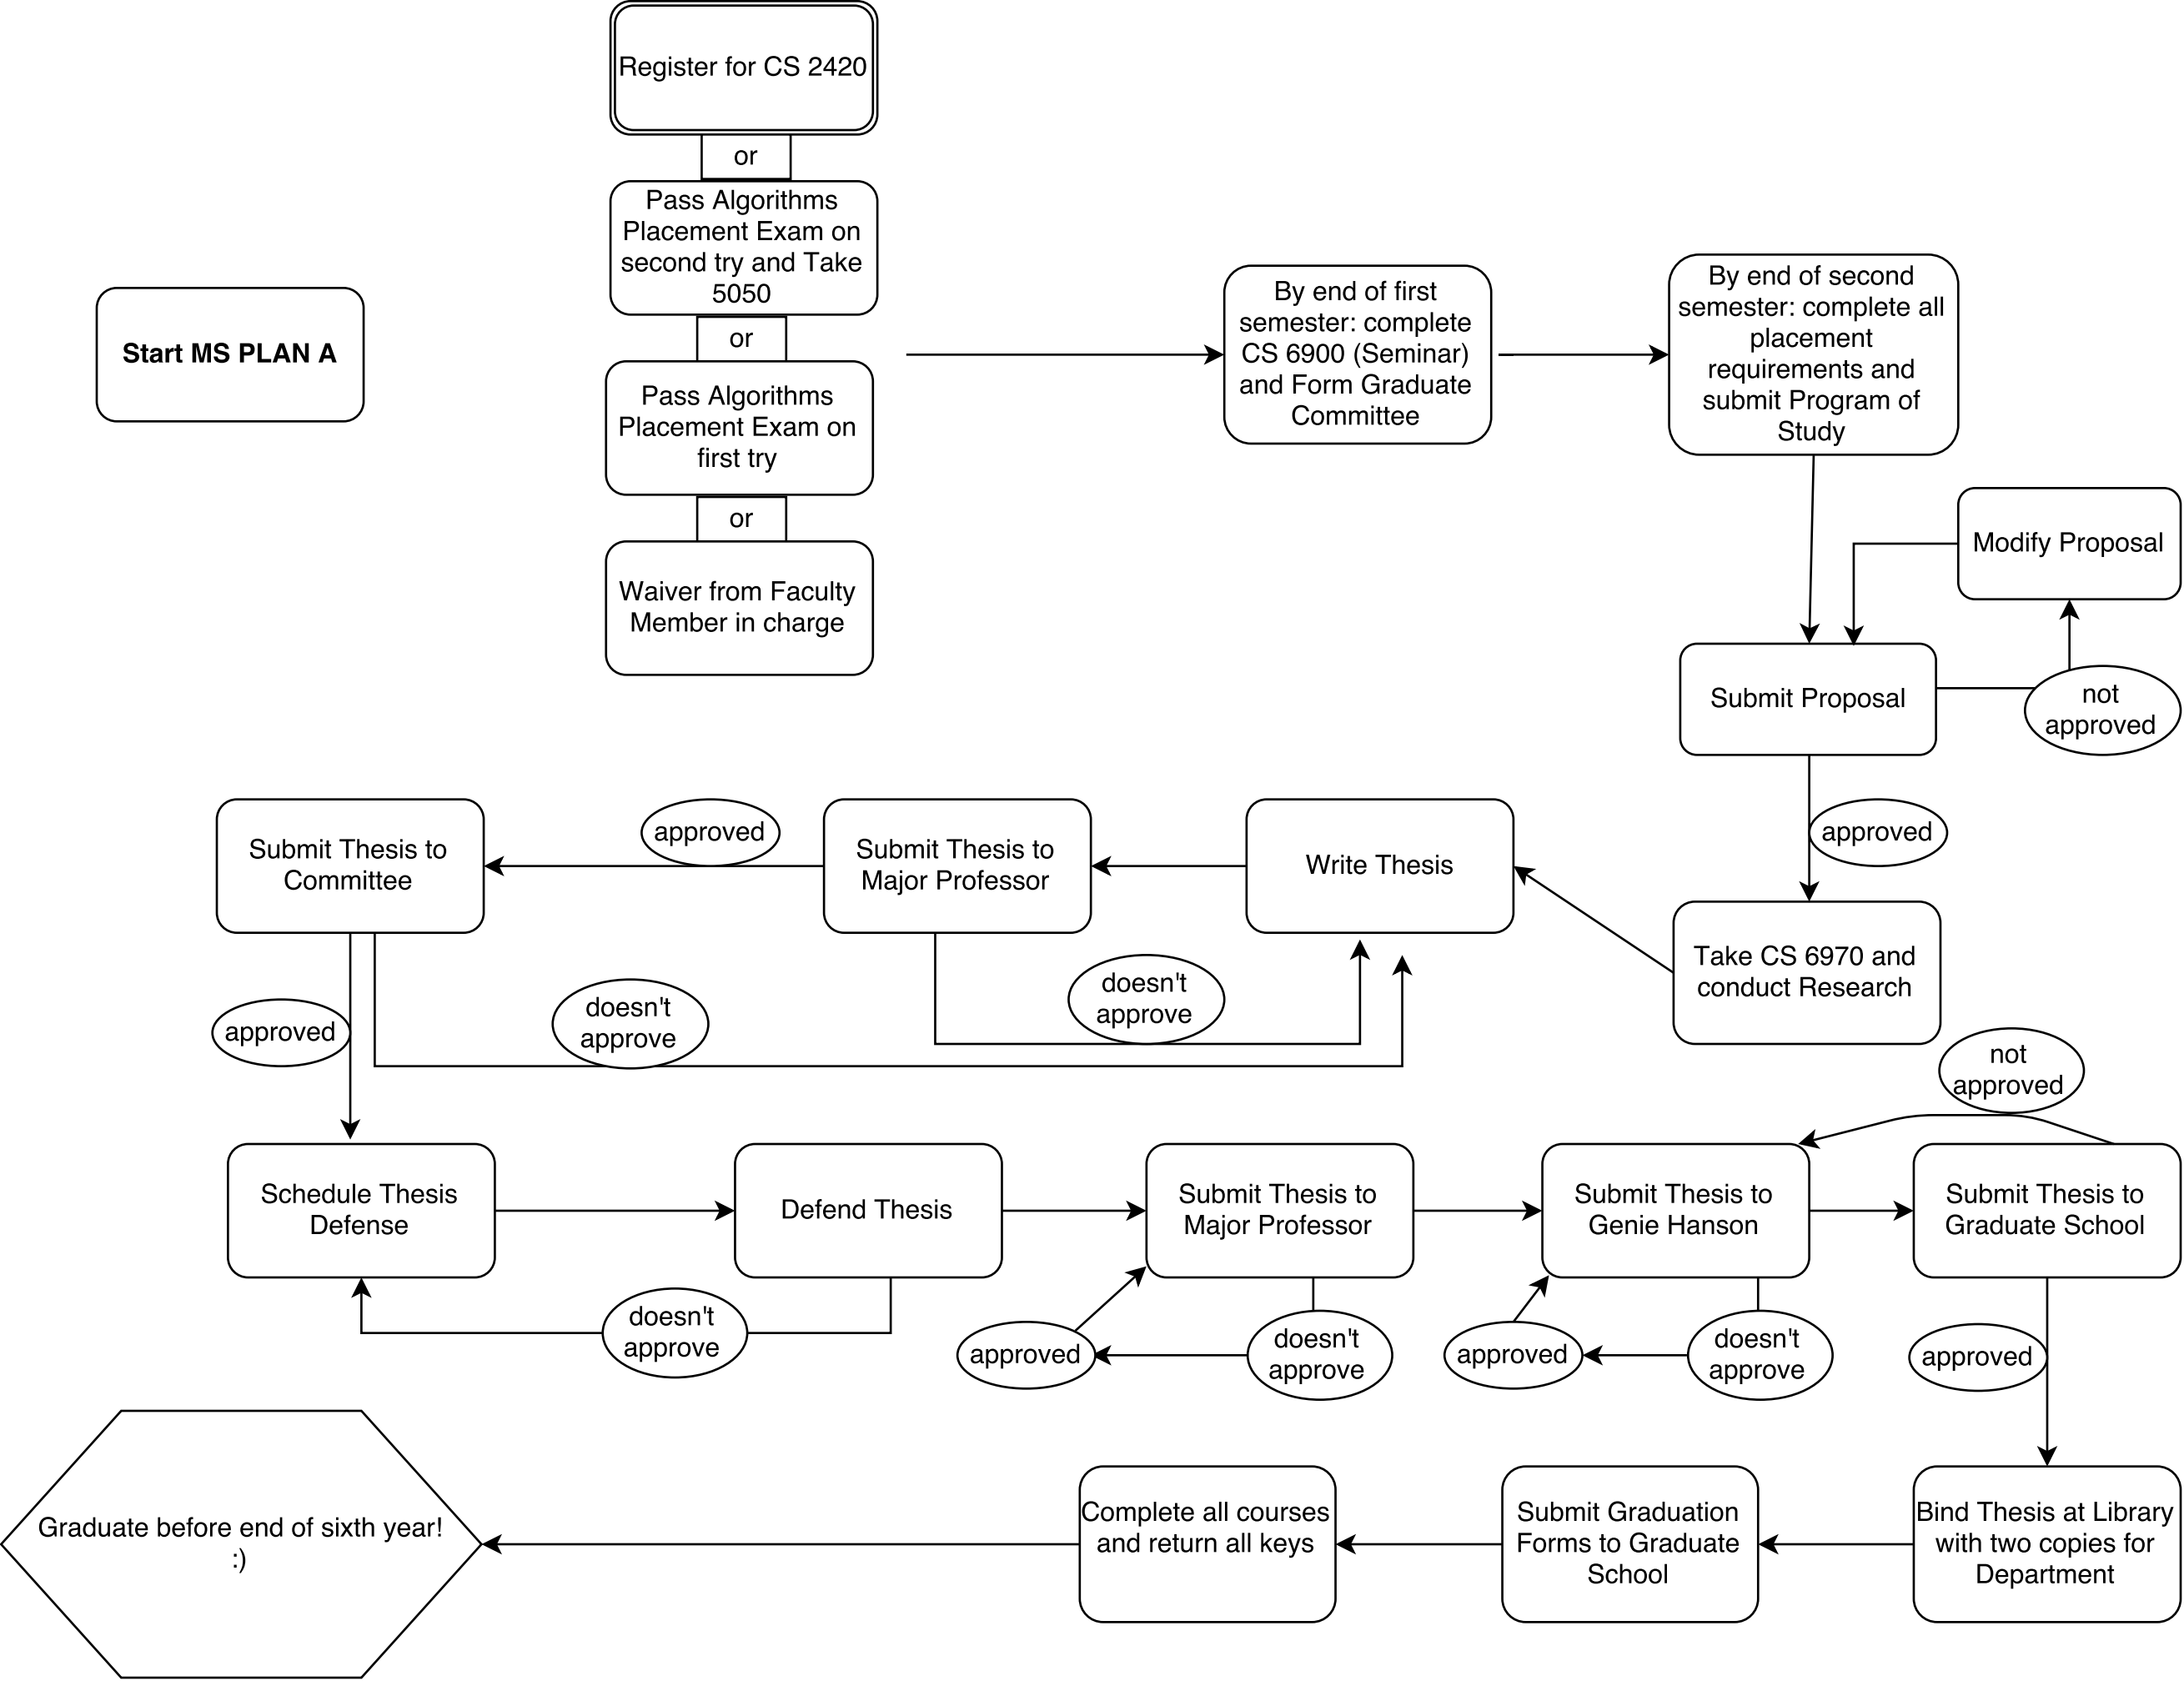 Register for CS 2420
or
Pass Algorithms
Placement Exam on
second try and Take
5050
or
Pass Algorithms
Placement Exam on
first try
or
Waiver from Faculty
Member in charge
Start MS PLAN A
By end of first
semester: complete
CS 6900 (Seminar)
and Form Graduate
Committee
By end of second
semester: complete all
placement
requirements and
submit Program of
Study
Modify Proposal
Submit Proposal
not
approved
approved
Take CS 6970 and
conduct Research
Write Thesis
Submit Thesis to
Major Professor
approved
Submit Thesis to
Committee
doesn't
approve
doesn't
approve
approved
Schedule Thesis
Defense
Defend Thesis
doesn't
approve
Submit Thesis to
Major Professor
approved
doesn't
approve
Submit Thesis to
Genie Hanson
approved
doesn't
approve
not
approved
Submit Thesis to
Graduate School
approved
Bind Thesis at Library
with two copies for
Department
Submit Graduation
Forms to Graduate
School
Complete all courses
and return all keys
Graduate before end of sixth year!
:)